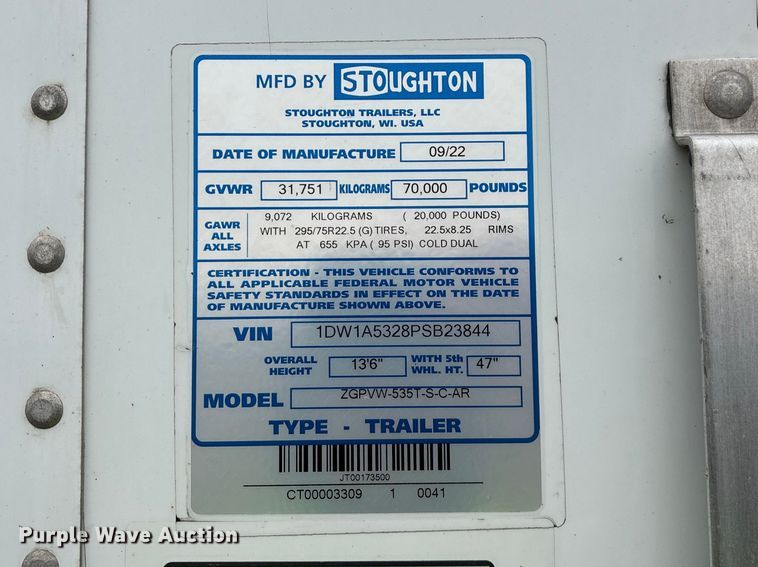 MFD BY STOUGHTON
STOUGHTON TRAILERS, LLC
STOUGHTON, WI. USA
DATE OF MANUFACTURE 09/22
GVWR 31,751 KILOGRAMS 70,000 POUNDS
GAWR ALL AXLES
9,072 KILOGRAMS ( 20,000 POUNDS)
WITH 295/75R22.5 (G) TIRES, 22.5x8.25 RIMS
AT 655 KPA ( 95 PSI) COLD DUAL
CERTIFICATION - THIS VEHICLE CONFORMS TO
ALL APPLICABLE FEDERAL MOTOR VEHICLE
SAFETY STANDARDS IN EFFECT ON THE DATE
OF MANUFACTURE SHOWN ABOVE.
VIN 1DW1A5328PSB23844
OVERALL HEIGHT 13'6" WITH 5th WHL. HT. 47"
MODEL ZGPVW-535T-S-C-AR
TYPE - TRAILER
JT00173500
CT00003309 1 0041
Purple Wave Auction